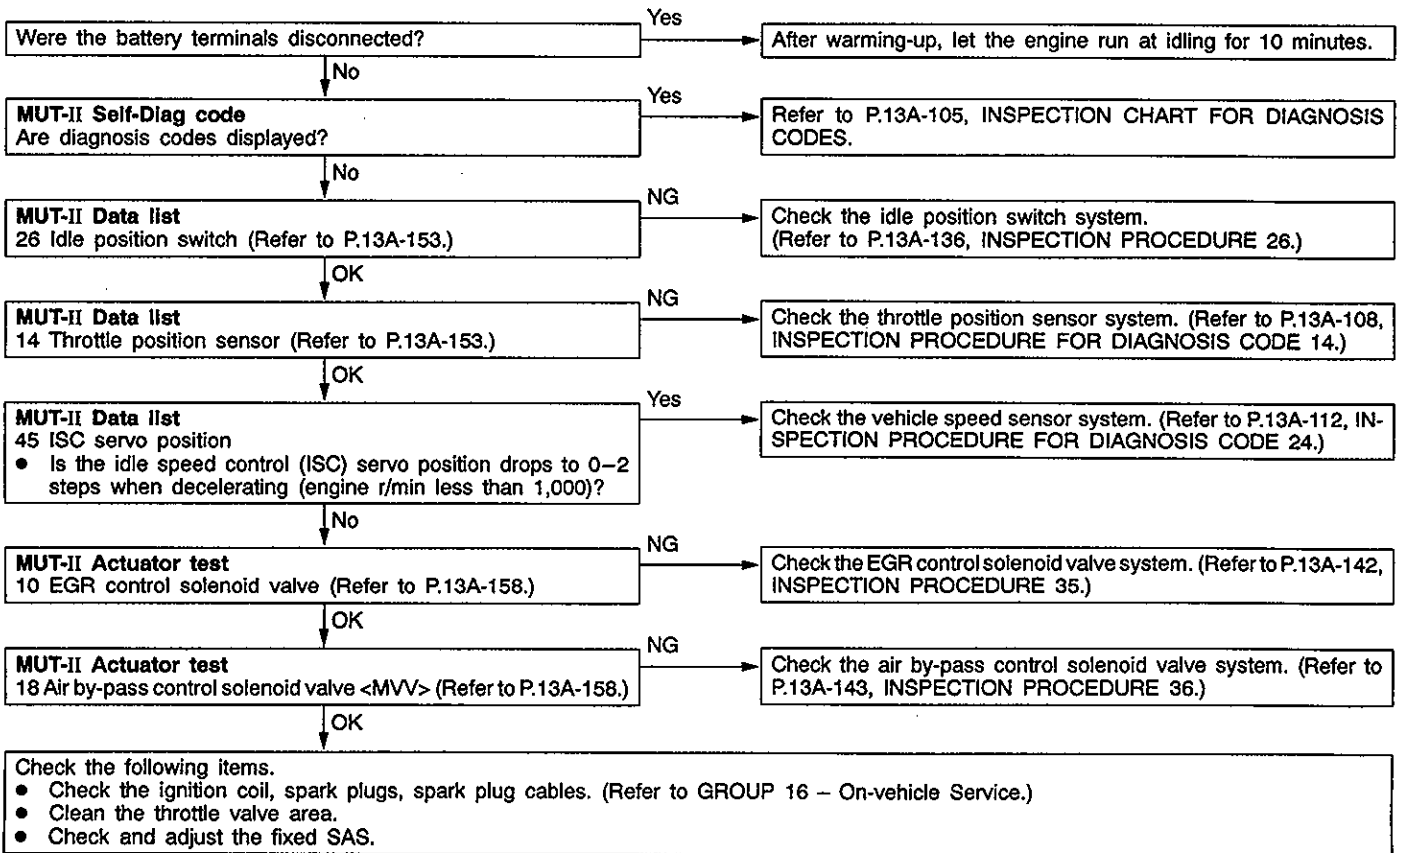 Were the battery terminals disconnected?
Yes
After warming-up, let the engine run at idling for 10 minutes.
No
MUT-II Self-Diag code
Are diagnosis codes displayed?
Yes
Refer to P.13A-105, INSPECTION CHART FOR DIAGNOSIS
CODES.
No
MUT-II Data list
26 Idle position switch (Refer to P.13A-153.)
NG
Check the idle position switch system.
(Refer to P.13A-136, INSPECTION PROCEDURE 26.)
OK
MUT-II Data list
14 Throttle position sensor (Refer to P.13A-153.)
NG
Check the throttle position sensor system. (Refer to P.13A-108,
INSPECTION PROCEDURE FOR DIAGNOSIS CODE 14.)
OK
MUT-II Data list
45 ISC servo position
● Is the idle speed control (ISC) servo position drops to 0–2
steps when decelerating (engine r/min less than 1,000)?
Yes
Check the vehicle speed sensor system. (Refer to P.13A-112, IN-
SPECTION PROCEDURE FOR DIAGNOSIS CODE 24.)
No
MUT-II Actuator test
10 EGR control solenoid valve (Refer to P.13A-158.)
NG
Check the EGR control solenoid valve system. (Refer to P.13A-142,
INSPECTION PROCEDURE 35.)
OK
MUT-II Actuator test
18 Air by-pass control solenoid valve <MVV> (Refer to P.13A-158.)
NG
Check the air by-pass control solenoid valve system. (Refer to
P.13A-143, INSPECTION PROCEDURE 36.)
OK
Check the following items.
● Check the ignition coil, spark plugs, spark plug cables. (Refer to GROUP 16 – On-vehicle Service.)
● Clean the throttle valve area.
● Check and adjust the fixed SAS.